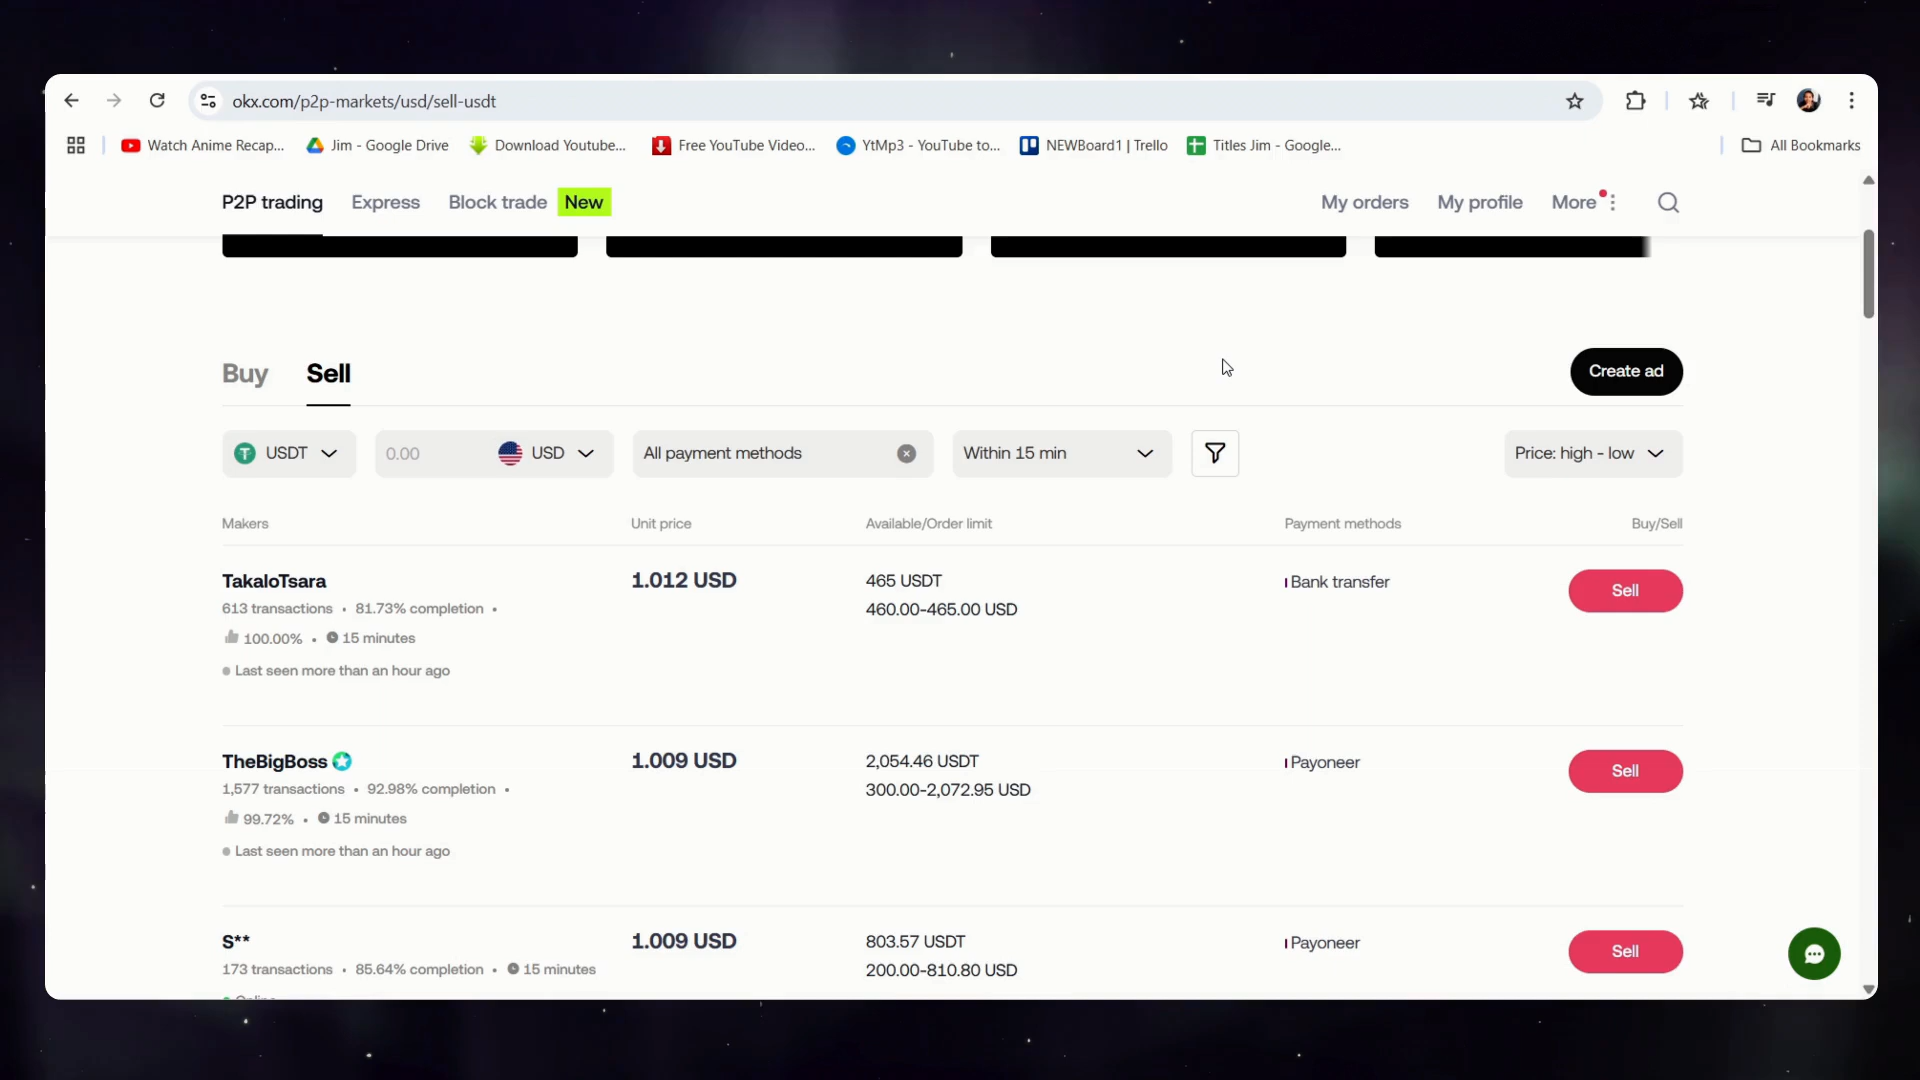 okx.com/p2p-markets/usd/sell-usdt
Watch Anime Recap... Jim - Google Drive Download Youtube... Free YouTube Video... YtMp3 - YouTube to... NEWBoard1 | Trello Titles Jim - Google... All Bookmarks
P2P trading Express Block trade New My orders My profile More
Buy Sell Create ad
USDT 0.00 USD All payment methods Within 15 min Price: high - low
Makers Unit price Available/Order limit Payment methods Buy/Sell
TakaloTsara 1.012 USD 465 USDT Bank transfer Sell
613 transactions • 81.73% completion • 460.00-465.00 USD
100.00% • 15 minutes
Last seen more than an hour ago
TheBigBoss 1.009 USD 2,054.46 USDT Payoneer Sell
1,577 transactions • 92.98% completion • 300.00-2,072.95 USD
99.72% • 15 minutes
Last seen more than an hour ago
S** 1.009 USD 803.57 USDT Payoneer Sell
173 transactions • 85.64% completion • 15 minutes 200.00-810.80 USD